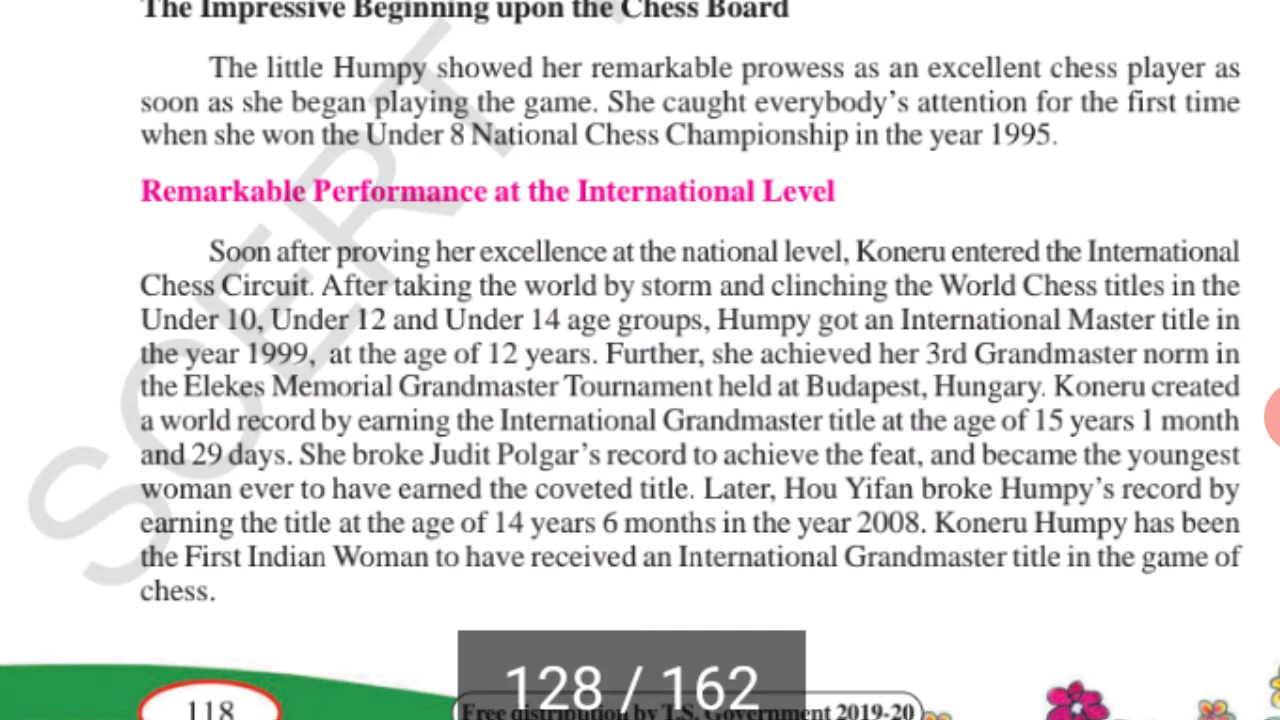 The Impressive Beginning upon the Chess Board
The little Humpy showed her remarkable prowess as an excellent chess player as
soon as she began playing the game. She caught everybody’s attention for the first time
when she won the Under 8 National Chess Championship in the year 1995.
Remarkable Performance at the International Level
Soon after proving her excellence at the national level, Koneru entered the International
Chess Circuit. After taking the world by storm and clinching the World Chess titles in the
Under 10, Under 12 and Under 14 age groups, Humpy got an International Master title in
the year 1999, at the age of 12 years. Further, she achieved her 3rd Grandmaster norm in
the Elekes Memorial Grandmaster Tournament held at Budapest, Hungary. Koneru created
a world record by earning the International Grandmaster title at the age of 15 years 1 month
and 29 days. She broke Judit Polgar’s record to achieve the feat, and became the youngest
woman ever to have earned the coveted title. Later, Hou Yifan broke Humpy’s record by
earning the title at the age of 14 years 6 months in the year 2008. Koneru Humpy has been
the First Indian Woman to have received an International Grandmaster title in the game of
chess.
SCERT
128 / 162
118
Free distribution by T.S. Government 2019-20